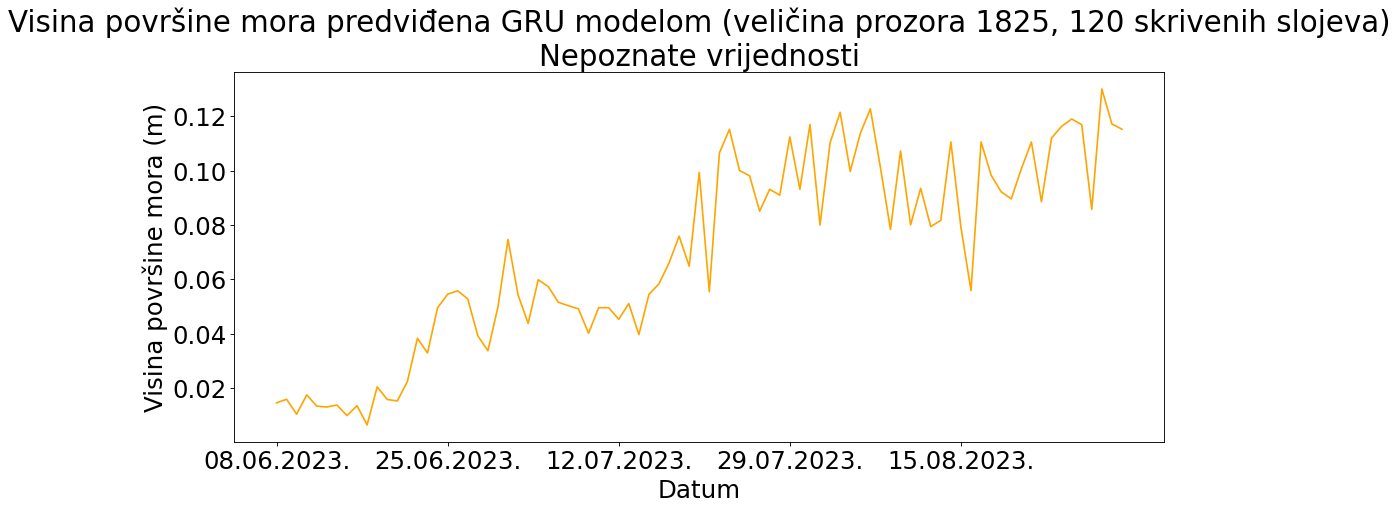 Visina površine mora predviđena GRU modelom (veličina prozora 1825, 120 skrivenih slojeva)
Nepoznate vrijednosti
Visina površine mora (m)
0.12
0.10
0.08
0.06
0.04
0.02
08.06.2023.
25.06.2023.
12.07.2023.
29.07.2023.
15.08.2023.
Datum